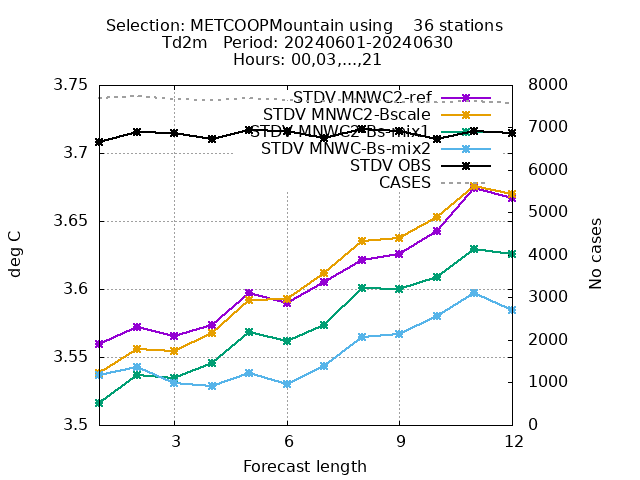 Selection: METCOOPMountain using    36 stations
Td2m   Period: 20240601-20240630
Hours: 00,03,...,21
3.75
3.7
3.65
3.6
3.55
3.5
8000
7000
6000
5000
4000
3000
2000
1000
0
3
6
9
12
deg C
No cases
Forecast length
STDV MNWC2-ref
STDV MNWC2-Bscale
STDV MNWC2-Bs-mix1
STDV MNWC-Bs-mix2
STDV OBS
CASES